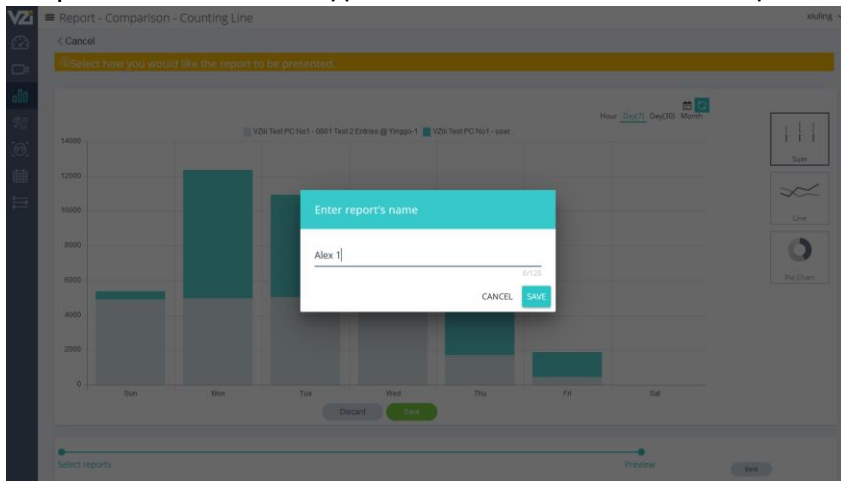 VZi
Report - Comparison - Counting Line
xiuling
< Cancel
Select how you would like the report to be presented.
Hour Day(7) Day(30) Month
VZiii Test PC No1 - 0601 Test 2 Entries @ Yinggo-1
VZiii Test PC No1 - user
14000
12000
10000
8000
6000
4000
2000
0
Sun
Mon
Tue
Wed
Thu
Fri
Sat
Sum
Line
Pie Chart
Enter report's name
Alex 1
6/128
CANCEL
SAVE
Discard
Save
Select reports
Preview
Back